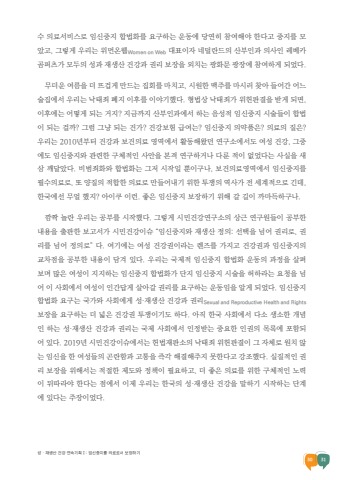 수 의료서비스로 임신중지 합법화를 요구하는 운동에 당연히 참여해야 한다고 중지를 모
았고, 그렇게 우리는 위민온웹Women on Web 대표이자 네덜란드의 산부인과 의사인 레베카
곰퍼츠가 모두의 성과 재생산 건강과 권리 보장을 외치는 광화문 광장에 참여하게 되었다.
무더운 여름을 더 뜨겁게 만드는 집회를 마치고, 시원한 맥주를 마시러 찾아 들어간 어느
술집에서 우리는 낙태죄 폐지 이후를 이야기했다. 형법상 낙태죄가 위헌판결을 받게 되면,
이후에는 어떻게 되는 거지? 지금까지 산부인과에서 하는 음성적 임신중지 시술들이 합법
이 되는 걸까? 그럼 그냥 되는 건가? 건강보험 급여는? 임신중지 의약품은? 의료의 질은?
우리는 2010년부터 건강과 보건의료 영역에서 활동해왔던 연구소에서도 여성 건강, 그중
에도 임신중지와 관련한 구체적인 사안을 본격 연구하거나 다룬 적이 없었다는 사실을 새
삼 깨달았다. 비범죄화와 합법화는 그저 시작일 뿐이구나, 보건의료영역에서 임신중지를
필수의료로, 또 양질의 적합한 의료로 만들어내기 위한 투쟁의 역사가 전 세계적으로 긴데,
한국에선 무얼 했지? 아이쿠 이런. 좋은 임신중지 보장하기 위해 갈 길이 까마득하구나.
깜짝 놀란 우리는 공부를 시작했다. 그렇게 시민건강연구소의 상근 연구원들이 공부한
내용을 출판한 보고서가 시민건강이슈 “임신중지와 재생산 정의: 선택을 넘어 권리로, 권
리를 넘어 정의로” 다. 여기에는 여성 건강권이라는 렌즈를 가지고 건강권과 임신중지의
교차점을 공부한 내용이 담겨 있다. 우리는 국제적 임신중지 합법화 운동의 과정을 살펴
보며 많은 여성이 지지하는 임신중지 합법화가 단지 임신중지 시술을 허하라는 요청을 넘
어 이 사회에서 여성이 인간답게 살아갈 권리를 요구하는 운동임을 알게 되었다. 임신중지
합법화 요구는 국가와 사회에게 성·재생산 건강과 권리Sexual and Reproductive Health and Rights
보장을 요구하는 더 넓은 건강권 투쟁이기도 하다. 아직 한국 사회에서 다소 생소한 개념
인 하는 성·재생산 건강과 권리는 국제 사회에서 인정받는 중요한 인권의 목록에 포함되
어 있다. 2019년 시민건강이슈에서는 헌법재판소의 낙태죄 위헌판결이 그 자체로 원치 않
는 임신을 한 여성들의 곤란함과 고통을 즉각 해결해주지 못한다고 강조했다. 실질적인 권
리 보장을 위해서는 적절한 제도와 정책이 필요하고, 더 좋은 의료를 위한 구체적인 노력
이 뒤따라야 한다는 점에서 이제 우리는 한국의 성·재생산 건강을 말하기 시작하는 단계
에 있다는 주장이었다.
성·재생산 건강 연속기획 I : 임신중지를 의료로서 보장하기
30 31